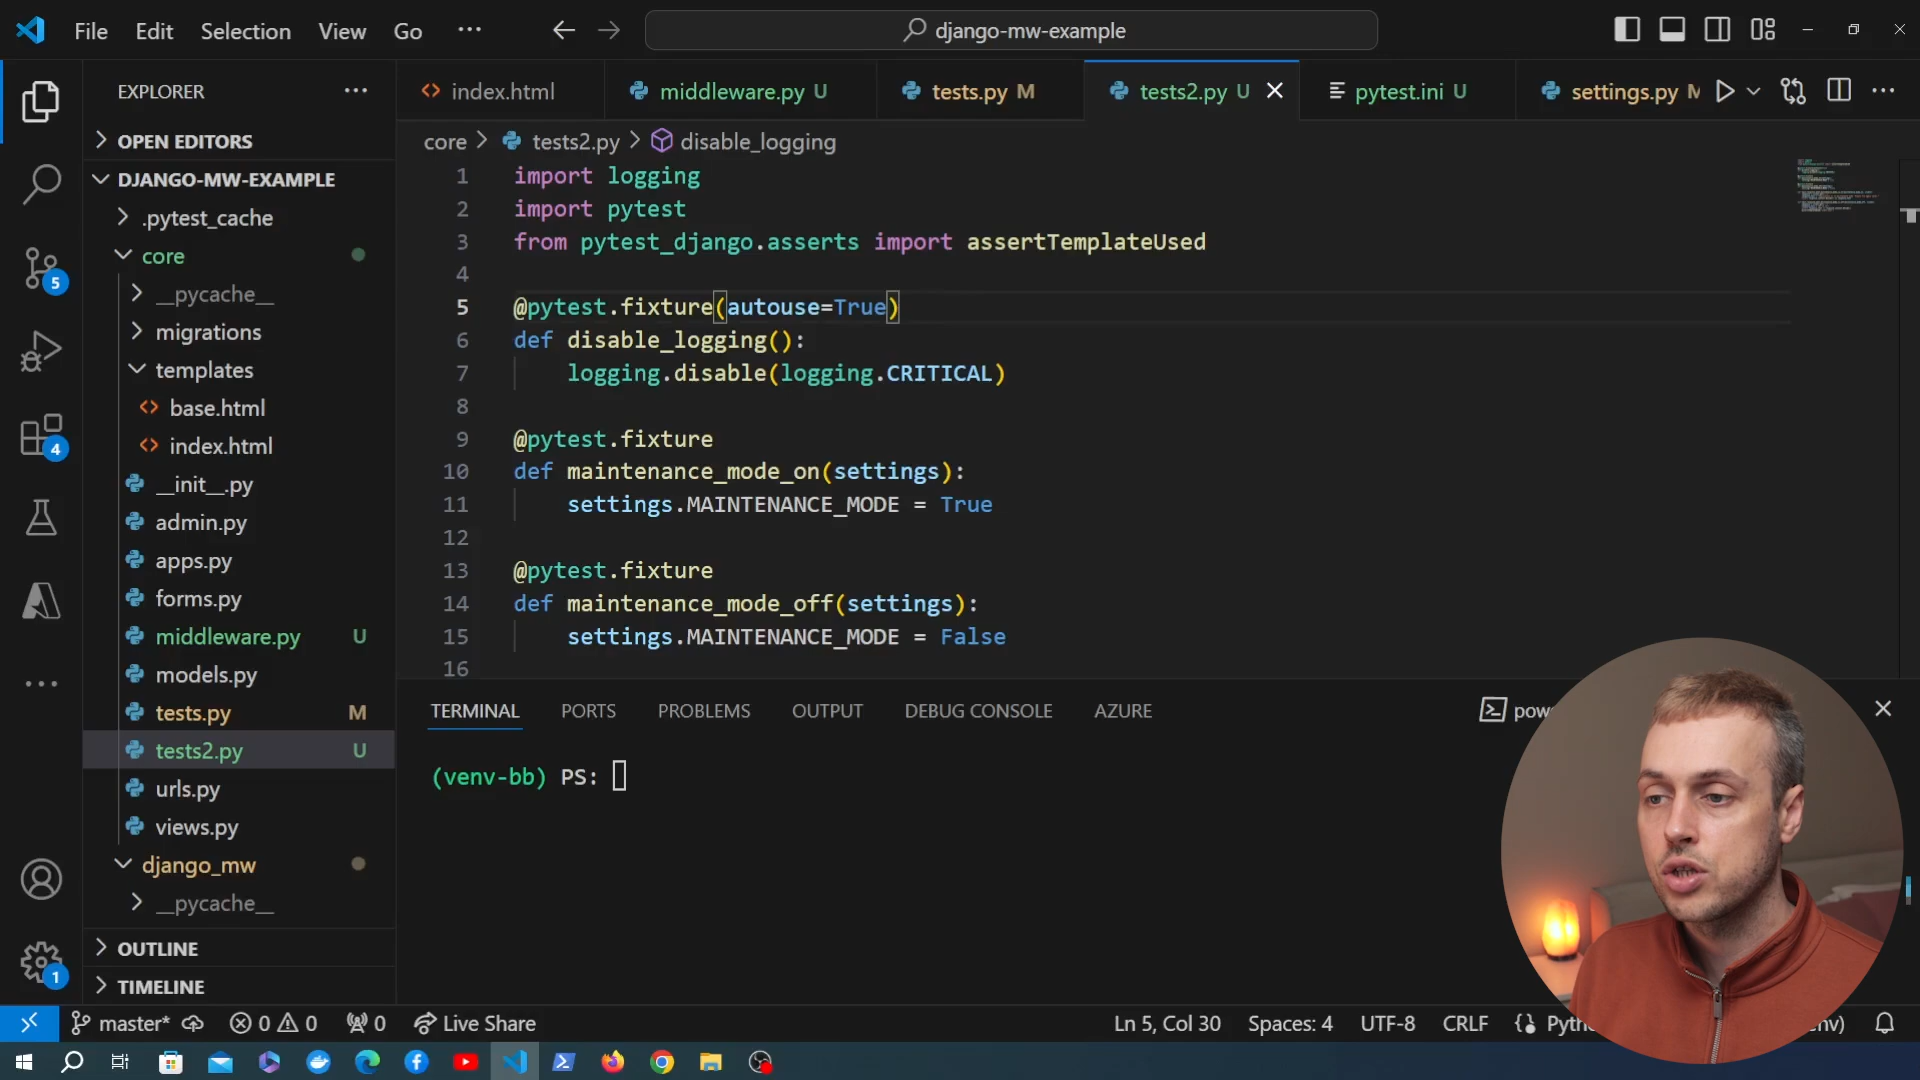 File Edit Selection View Go ··· django-mw-example
EXPLORER ···
OPEN EDITORS
DJANGO-MW-EXAMPLE
.pytest_cache
core
__pycache__
migrations
templates
base.html
index.html
__init__.py
admin.py
apps.py
forms.py
middleware.py U
models.py
tests.py M
tests2.py U
urls.py
views.py
django_mw
__pycache__
OUTLINE
TIMELINE
5
4
1
index.html middleware.py U tests.py M tests2.py U pytest.ini U settings.py M
core > tests2.py > disable_logging
1 import logging
2 import pytest
3 from pytest_django.asserts import assertTemplateUsed
4
5 @pytest.fixture(autouse=True)
6 def disable_logging():
7 logging.disable(logging.CRITICAL)
8
9 @pytest.fixture
10 def maintenance_mode_on(settings):
11 settings.MAINTENANCE_MODE = True
12
13 @pytest.fixture
14 def maintenance_mode_off(settings):
15 settings.MAINTENANCE_MODE = False
16
TERMINAL PORTS PROBLEMS OUTPUT DEBUG CONSOLE AZURE
(venv-bb) PS:
master* 0 0 0 Live Share Ln 5, Col 30 Spaces: 4 UTF-8 CRLF